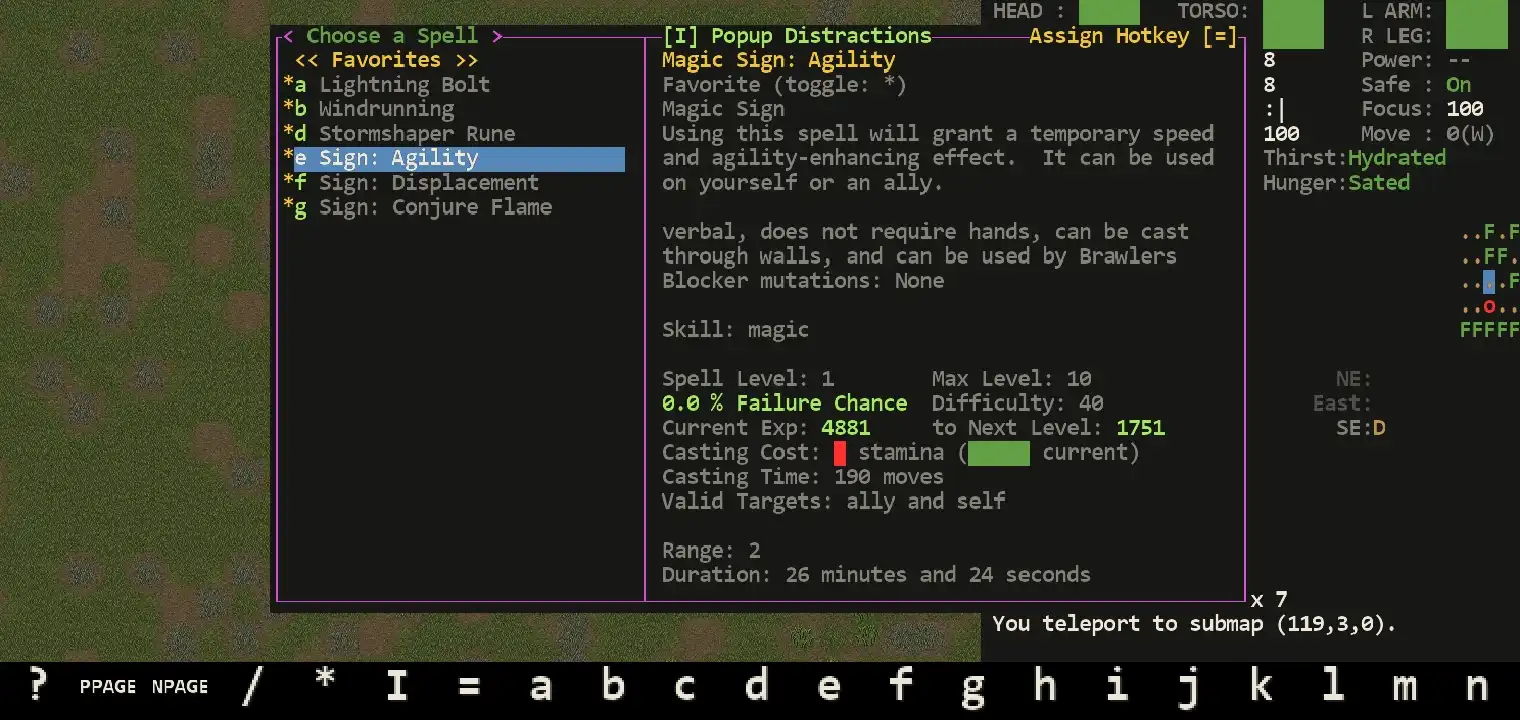 HEAD : TORSO: L ARM:
< Choose a Spell > [I] Popup Distractions Assign Hotkey [=] R LEG:
<< Favorites >> Magic Sign: Agility 8 Power: --
*a Lightning Bolt Favorite (toggle: *) 8 Safe : On
*b Windrunning Magic Sign :| Focus: 100
*d Stormshaper Rune Using this spell will grant a temporary speed 100 Move : 0(W)
*e Sign: Agility and agility-enhancing effect. It can be used Thirst:Hydrated
*f Sign: Displacement on yourself or an ally. Hunger:Sated
*g Sign: Conjure Flame
verbal, does not require hands, can be cast ..F.F
through walls, and can be used by Brawlers ..FF.
Blocker mutations: None ....F
..o..
Skill: magic FFFFF
Spell Level: 1 Max Level: 10 NE:
0.0 % Failure Chance Difficulty: 40 East:
Current Exp: 4881 to Next Level: 1751 SE:D
Casting Cost: stamina ( current)
Casting Time: 190 moves
Valid Targets: ally and self
Range: 2
Duration: 26 minutes and 24 seconds
x 7
You teleport to submap (119,3,0).
? PPAGE NPAGE / * I = a b c d e f g h i j k l m n